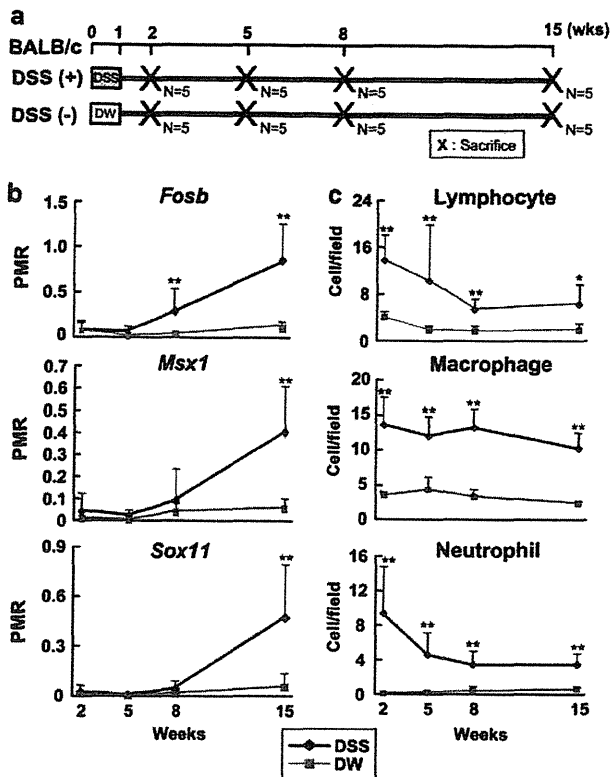 a
0 1 2 5 8 15 (wks)
BALB/c
DSS (+) DSS X X X X
N=5 N=5 N=5 N=5
DSS (-) DW X X X X
N=5 N=5 N=5 N=5
X : Sacrifice
b Fosb
PMR
1.5
1.0
0.5
0
**
**
Msx1
PMR
0.7
0.6
0.5
0.4
0.3
0.2
0.1
0
**
Sox11
PMR
0.9
0.6
0.3
0
**
2 5 8 15
Weeks
c Lymphocyte
Cell/field
24
16
8
0
**
**
**
*
Macrophage
Cell/field
20
15
10
5
0
**
**
**
**
Neutrophil
Cell/field
16
12
8
4
0
**
**
**
**
2 5 8 15
Weeks
DSS
DW